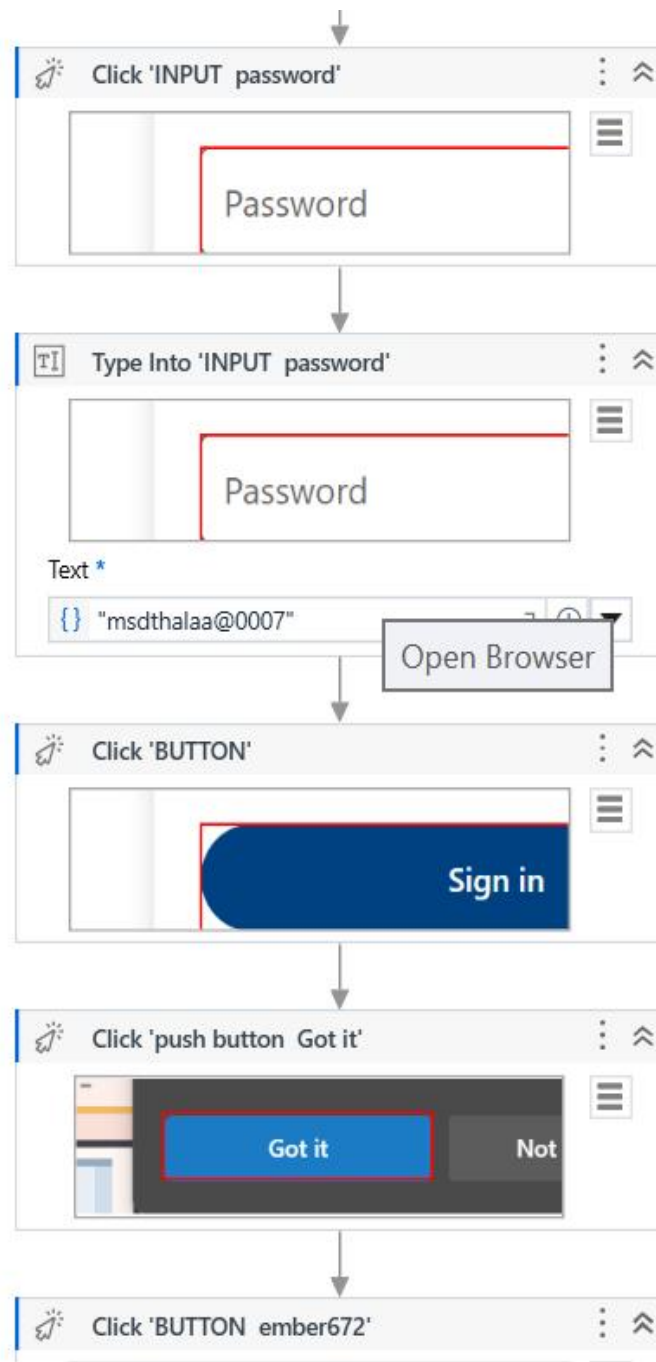 Click 'INPUT  password'
Password
Type Into 'INPUT  password'
Password
Text *
{} "msdthalaa@0007"
Open Browser
Click 'BUTTON'
Sign in
Click 'push button  Got it'
Got it
Not
Click 'BUTTON  ember672'